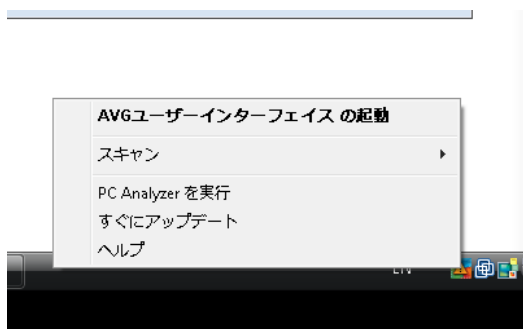 AVGユーザーインターフェイス の起動
スキャン
PC Analyzer を実行
すぐにアップデート
ヘルプ
EN